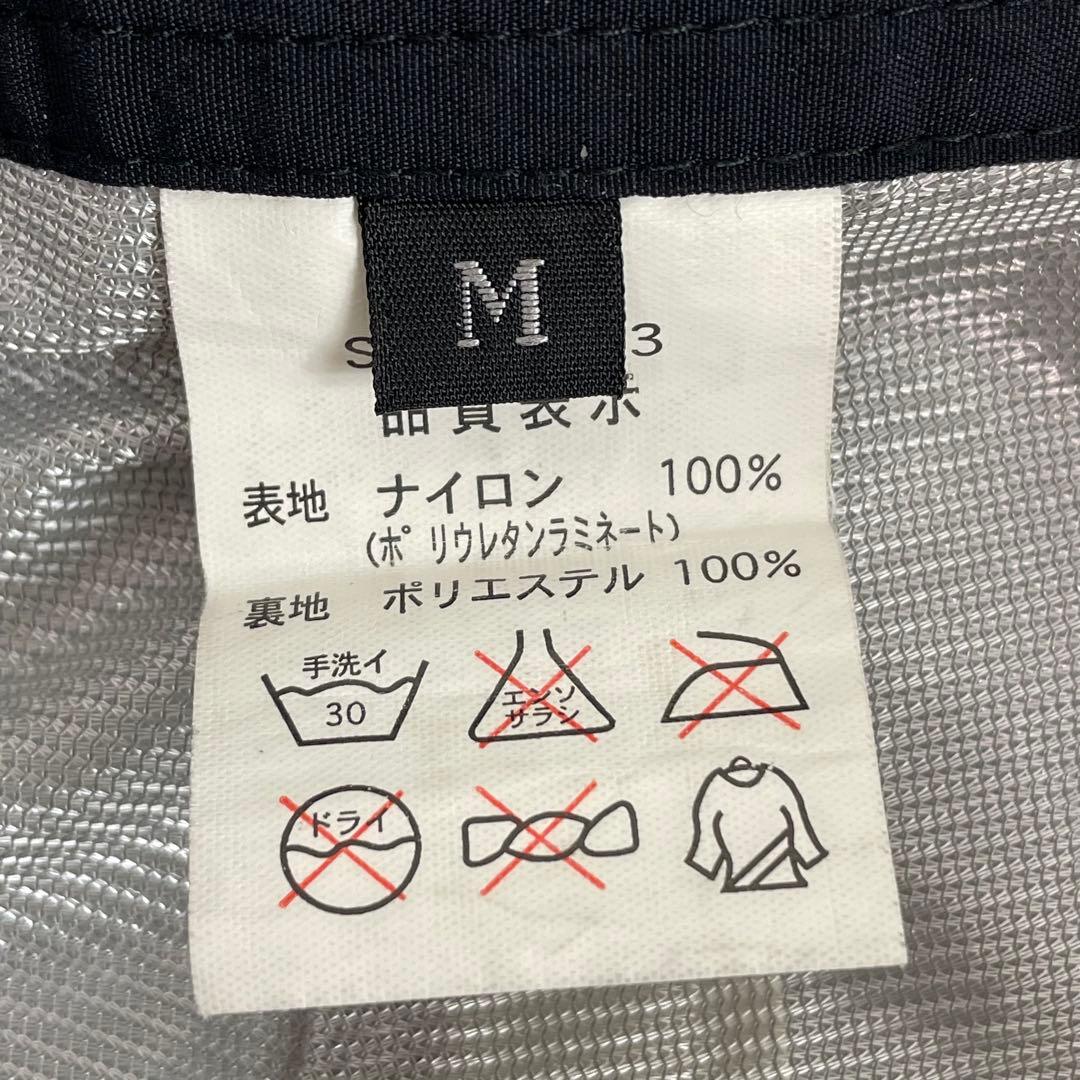 M
S 3
品質表示
表地 ナイロン 100%
(ポリウレタンラミネート)
裏地 ポリエステル 100%
手洗イ
30
エンソ
サラシ
ドライ